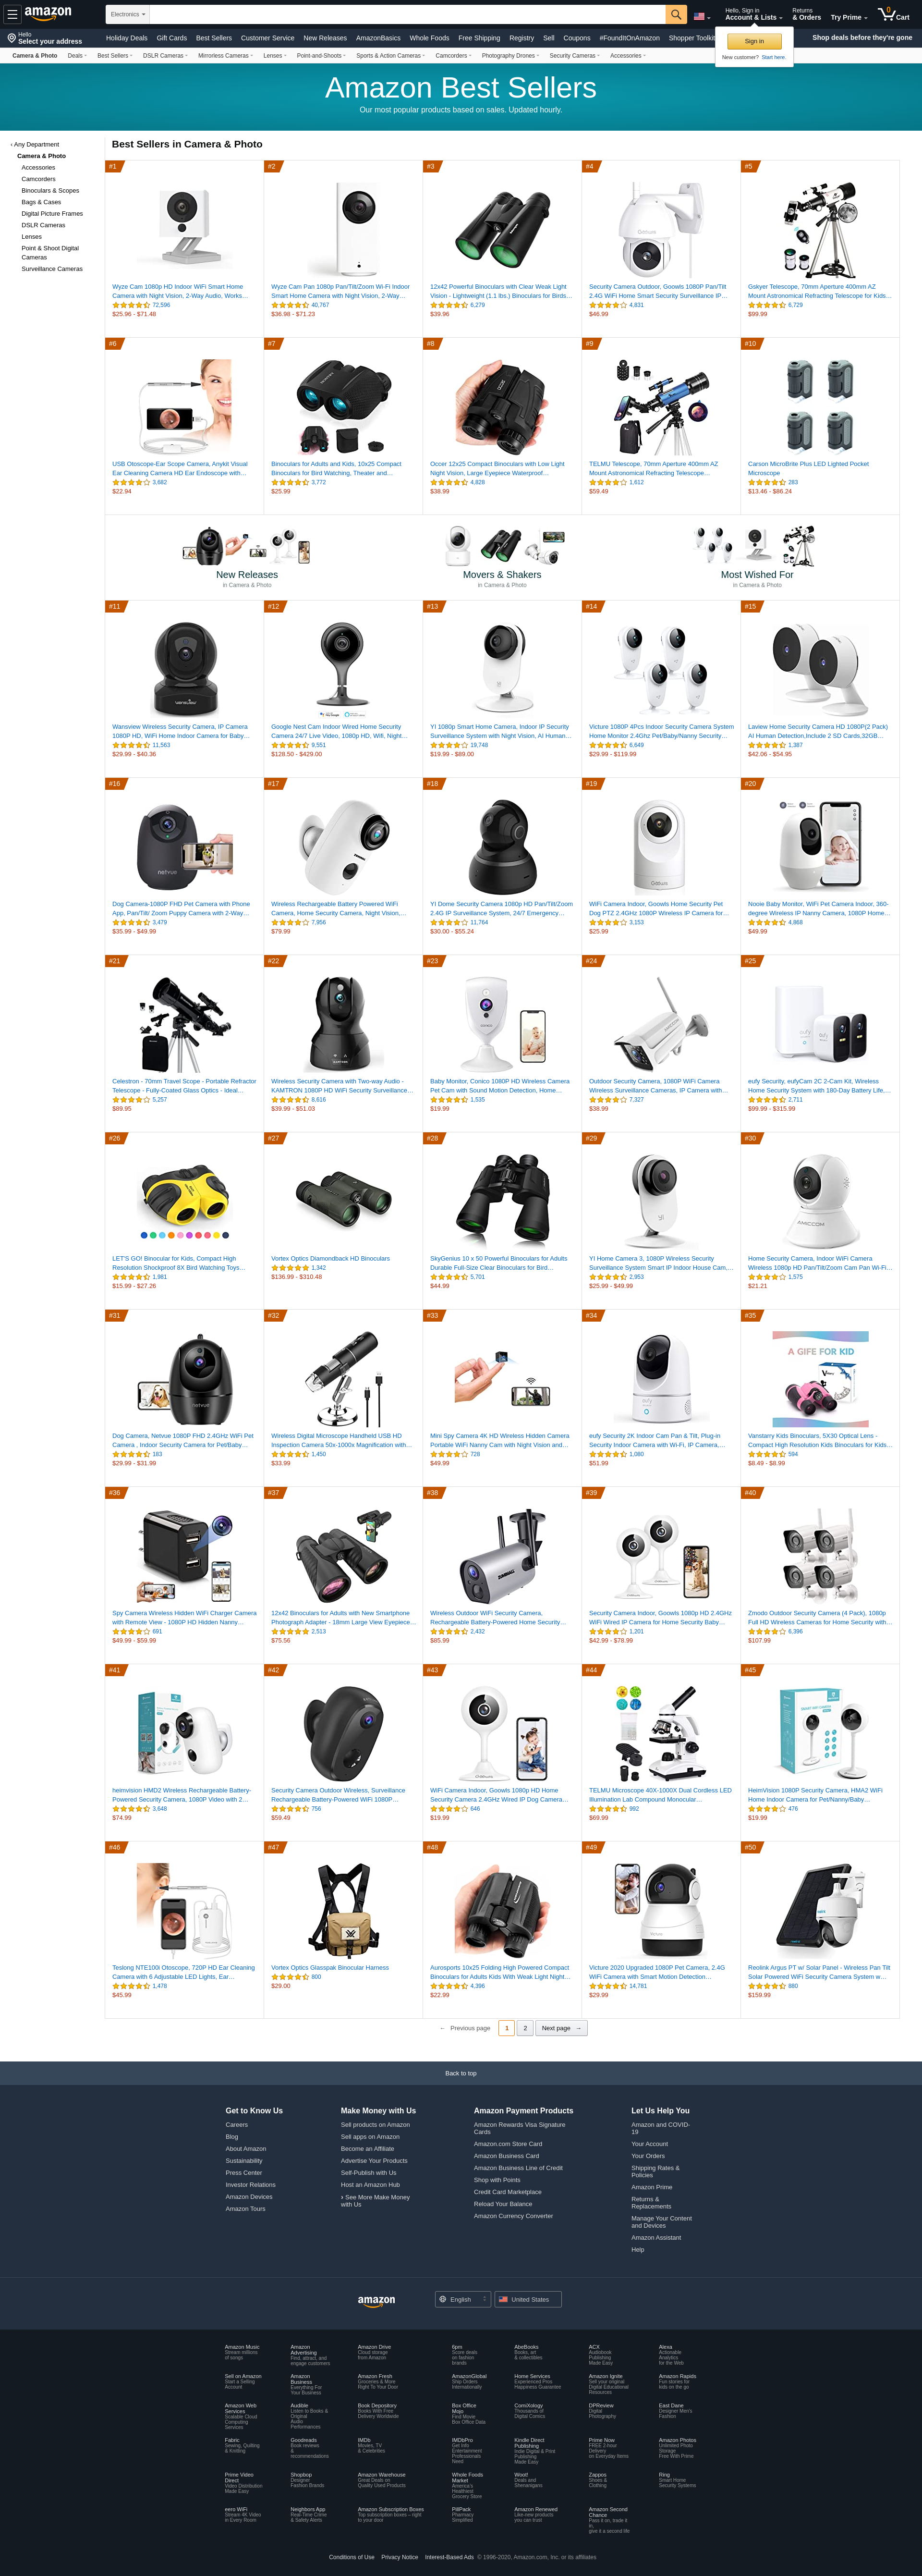 amazon
Electronics
Hello, Sign in
Account & Lists
Returns
& Orders
Try Prime
0
Cart
Hello
Select your address
Holiday Deals
Gift Cards
Best Sellers
Customer Service
New Releases
AmazonBasics
Whole Foods
Free Shipping
Registry
Sell
Coupons
#FoundItOnAmazon
Shopper Toolkit
Shop deals before they're gone
Sign in
New customer? Start here.
Camera & Photo
Deals
Best Sellers
DSLR Cameras
Mirrorless Cameras
Lenses
Point-and-Shoots
Sports & Action Cameras
Camcorders
Photography Drones
Security Cameras
Accessories
Amazon Best Sellers
Our most popular products based on sales. Updated hourly.
‹ Any Department
Camera & Photo
Accessories
Camcorders
Binoculars & Scopes
Bags & Cases
Digital Picture Frames
DSLR Cameras
Lenses
Point & Shoot Digital
Cameras
Surveillance Cameras
Best Sellers in Camera & Photo
#1
Wyze Cam 1080p HD Indoor WiFi Smart Home
Camera with Night Vision, 2-Way Audio, Works…
72,596
$25.96 - $71.48
#2
Wyze Cam Pan 1080p Pan/Tilt/Zoom Wi-Fi Indoor
Smart Home Camera with Night Vision, 2-Way…
40,767
$36.98 - $71.23
#3
12x42 Powerful Binoculars with Clear Weak Light
Vision - Lightweight (1.1 lbs.) Binoculars for Birds…
6,279
$39.96
#4
Security Camera Outdoor, Goowls 1080P Pan/Tilt
2.4G WiFi Home Smart Security Surveillance IP…
4,831
$46.99
#5
Gskyer Telescope, 70mm Aperture 400mm AZ
Mount Astronomical Refracting Telescope for Kids…
6,729
$99.99
#6
USB Otoscope-Ear Scope Camera, Anykit Visual
Ear Cleaning Camera HD Ear Endoscope with…
3,682
$22.94
#7
Binoculars for Adults and Kids, 10x25 Compact
Binoculars for Bird Watching, Theater and…
3,772
$25.99
#8
Occer 12x25 Compact Binoculars with Low Light
Night Vision, Large Eyepiece Waterproof…
4,828
$38.99
#9
TELMU Telescope, 70mm Aperture 400mm AZ
Mount Astronomical Refracting Telescope…
1,612
$59.49
#10
Carson MicroBrite Plus LED Lighted Pocket
Microscope
283
$13.46 - $86.24
New Releases
in Camera & Photo
Movers & Shakers
in Camera & Photo
Most Wished For
in Camera & Photo
#11
Wansview Wireless Security Camera, IP Camera
1080P HD, WiFi Home Indoor Camera for Baby…
11,563
$29.99 - $40.36
#12
Google Nest Cam Indoor Wired Home Security
Camera 24/7 Live Video, 1080p HD, Wifi, Night…
9,551
$128.50 - $429.00
#13
YI 1080p Smart Home Camera, Indoor IP Security
Surveillance System with Night Vision, AI Human…
19,748
$19.99 - $69.00
#14
Victure 1080P 4Pcs Indoor Security Camera System
Home Monitor 2.4Ghz Pet/Baby/Nanny Security…
6,649
$29.99 - $119.99
#15
Laview Home Security Camera HD 1080P(2 Pack)
AI Human Detection,Include 2 SD Cards,32GB…
1,387
$42.06 - $54.95
#16
Dog Camera-1080P FHD Pet Camera with Phone
App, Pan/Tilt/ Zoom Puppy Camera with 2-Way…
3,479
$35.99 - $49.99
#17
Wireless Rechargeable Battery Powered WiFi
Camera, Home Security Camera, Night Vision,…
7,956
$79.99
#18
YI Dome Security Camera 1080p HD Pan/Tilt/Zoom
2.4G IP Surveillance System, 24/7 Emergency…
11,764
$30.00 - $55.24
#19
WiFi Camera Indoor, Goowls Home Security Pet
Dog PTZ 2.4GHz 1080P Wireless IP Camera for…
3,153
$25.99
#20
Nooie Baby Monitor, WiFi Pet Camera Indoor, 360-
degree Wireless IP Nanny Camera, 1080P Home…
4,868
$49.99
#21
Celestron - 70mm Travel Scope - Portable Refractor
Telescope - Fully-Coated Glass Optics - Ideal…
5,257
$89.95
#22
Wireless Security Camera with Two-way Audio -
KAMTRON 1080P HD WiFi Security Surveillance…
8,616
$39.99 - $51.03
#23
Baby Monitor, Conico 1080P HD Wireless Camera
Pet Cam with Sound Motion Detection, Home…
1,535
$19.99
#24
Outdoor Security Camera, 1080P WiFi Camera
Wireless Surveillance Cameras, IP Camera with…
7,327
$38.99
#25
eufy Security, eufyCam 2C 2-Cam Kit, Wireless
Home Security System with 180-Day Battery Life,…
2,711
$99.99 - $315.99
#26
LET'S GO! Binocular for Kids, Compact High
Resolution Shockproof 8X Bird Watching Toys…
1,981
$15.99 - $27.26
#27
Vortex Optics Diamondback HD Binoculars
1,342
$136.99 - $310.48
#28
SkyGenius 10 x 50 Powerful Binoculars for Adults
Durable Full-Size Clear Binoculars for Bird…
5,701
$44.99
#29
YI Home Camera 3, 1080P Wireless Security
Surveillance System Smart IP Indoor House Cam,…
2,953
$25.99 - $49.99
#30
Home Security Camera, Indoor WiFi Camera
Wireless 1080p HD Pan/Tilt/Zoom Cam Pan Wi-Fi…
1,575
$21.21
#31
Dog Camera, Netvue 1080P FHD 2.4GHz WiFi Pet
Camera , Indoor Security Camera for Pet/Baby…
183
$29.99 - $31.99
#32
Wireless Digital Microscope Handheld USB HD
Inspection Camera 50x-1000x Magnification with…
1,450
$33.99
#33
Mini Spy Camera 4K HD Wireless Hidden Camera
Portable WiFi Nanny Cam with Night Vision and…
728
$49.99
#34
eufy Security 2K Indoor Cam Pan & Tilt, Plug-in
Security Indoor Camera with Wi-Fi, IP Camera,…
1,080
$51.99
#35
A GIFE FOR KID
Vanstarry Kids Binoculars, 5X30 Optical Lens -
Compact High Resolution Kids Binoculars for Kids…
594
$8.49 - $8.99
#36
Spy Camera Wireless Hidden WiFi Charger Camera
with Remote View - 1080P HD Hidden Nanny…
691
$49.99 - $59.99
#37
12x42 Binoculars for Adults with New Smartphone
Photograph Adapter - 18mm Large View Eyepiece…
2,513
$75.56
#38
Wireless Outdoor WiFi Security Camera,
Rechargeable Battery-Powered Home Security…
2,432
$85.99
#39
Security Camera Indoor, Goowls 1080p HD 2.4GHz
WiFi Wired IP Camera for Home Security Baby…
1,201
$42.99 - $78.99
#40
Zmodo Outdoor Security Camera (4 Pack), 1080p
Full HD Wireless Cameras for Home Security with…
6,396
$107.99
#41
heimvision HMD2 Wireless Rechargeable Battery-
Powered Security Camera, 1080P Video with 2…
3,648
$74.99
#42
Security Camera Outdoor Wireless, Surveillance
Rechargeable Battery-Powered WiFi 1080P…
756
$59.49
#43
WiFi Camera Indoor, Goowls 1080p HD Home
Security Camera 2.4GHz Wired IP Dog Camera…
646
$19.99
#44
TELMU Microscope 40X-1000X Dual Cordless LED
Illumination Lab Compound Monocular…
992
$69.99
#45
HeimVision 1080P Security Camera, HMA2 WiFi
Home Indoor Camera for Pet/Nanny/Baby…
476
$19.99
#46
Teslong NTE100i Otoscope, 720P HD Ear Cleaning
Camera with 6 Adjustable LED Lights, Ear…
1,478
$45.99
#47
Vortex Optics Glasspak Binocular Harness
800
$29.00
#48
Aurosports 10x25 Folding High Powered Compact
Binoculars for Adults Kids With Weak Light Night…
4,396
$22.99
#49
Victure 2020 Upgraded 1080P Pet Camera, 2.4G
WiFi Camera with Smart Motion Detection…
14,781
$29.99
#50
Reolink Argus PT w/ Solar Panel - Wireless Pan Tilt
Solar Powered WiFi Security Camera System w…
880
$159.99
← Previous page
1
2
Next page →
Back to top
Get to Know Us
Careers
Blog
About Amazon
Sustainability
Press Center
Investor Relations
Amazon Devices
Amazon Tours
Make Money with Us
Sell products on Amazon
Sell apps on Amazon
Become an Affiliate
Advertise Your Products
Self-Publish with Us
Host an Amazon Hub
› See More Make Money
with Us
Amazon Payment Products
Amazon Rewards Visa Signature
Cards
Amazon.com Store Card
Amazon Business Card
Amazon Business Line of Credit
Shop with Points
Credit Card Marketplace
Reload Your Balance
Amazon Currency Converter
Let Us Help You
Amazon and COVID-
19
Your Account
Your Orders
Shipping Rates &
Policies
Amazon Prime
Returns &
Replacements
Manage Your Content
and Devices
Amazon Assistant
Help
amazon
English
United States
Amazon Music
Stream millions
of songs
Amazon
Advertising
Find, attract, and
engage customers
Amazon Drive
Cloud storage
from Amazon
6pm
Score deals
on fashion
brands
AbeBooks
Books, art
& collectibles
ACX
Audiobook
Publishing
Made Easy
Alexa
Actionable
Analytics
for the Web
Sell on Amazon
Start a Selling
Account
Amazon
Business
Everything For
Your Business
Amazon Fresh
Groceries & More
Right To Your Door
AmazonGlobal
Ship Orders
Internationally
Home Services
Experienced Pros
Happiness Guarantee
Amazon Ignite
Sell your original
Digital Educational
Resources
Amazon Rapids
Fun stories for
kids on the go
Amazon Web
Services
Scalable Cloud
Computing
Services
Audible
Listen to Books &
Original
Audio
Performances
Book Depository
Books With Free
Delivery Worldwide
Box Office
Mojo
Find Movie
Box Office Data
ComiXology
Thousands of
Digital Comics
DPReview
Digital
Photography
East Dane
Designer Men's
Fashion
Fabric
Sewing, Quilting
& Knitting
Goodreads
Book reviews
&
recommendations
IMDb
Movies, TV
& Celebrities
IMDbPro
Get Info
Entertainment
Professionals
Need
Kindle Direct
Publishing
Indie Digital & Print
Publishing
Made Easy
Prime Now
FREE 2-hour
Delivery
on Everyday Items
Amazon Photos
Unlimited Photo
Storage
Free With Prime
Prime Video
Direct
Video Distribution
Made Easy
Shopbop
Designer
Fashion Brands
Amazon Warehouse
Great Deals on
Quality Used Products
Whole Foods
Market
America's
Healthiest
Grocery Store
Woot!
Deals and
Shenanigans
Zappos
Shoes &
Clothing
Ring
Smart Home
Security Systems
eero WiFi
Stream 4K Video
in Every Room
Neighbors App
Real-Time Crime
& Safety Alerts
Amazon Subscription Boxes
Top subscription boxes – right
to your door
PillPack
Pharmacy
Simplified
Amazon Renewed
Like-new products
you can trust
Amazon Second
Chance
Pass it on, trade it
in,
give it a second life
Conditions of Use
Privacy Notice
Interest-Based Ads
© 1996-2020, Amazon.com, Inc. or its affiliates